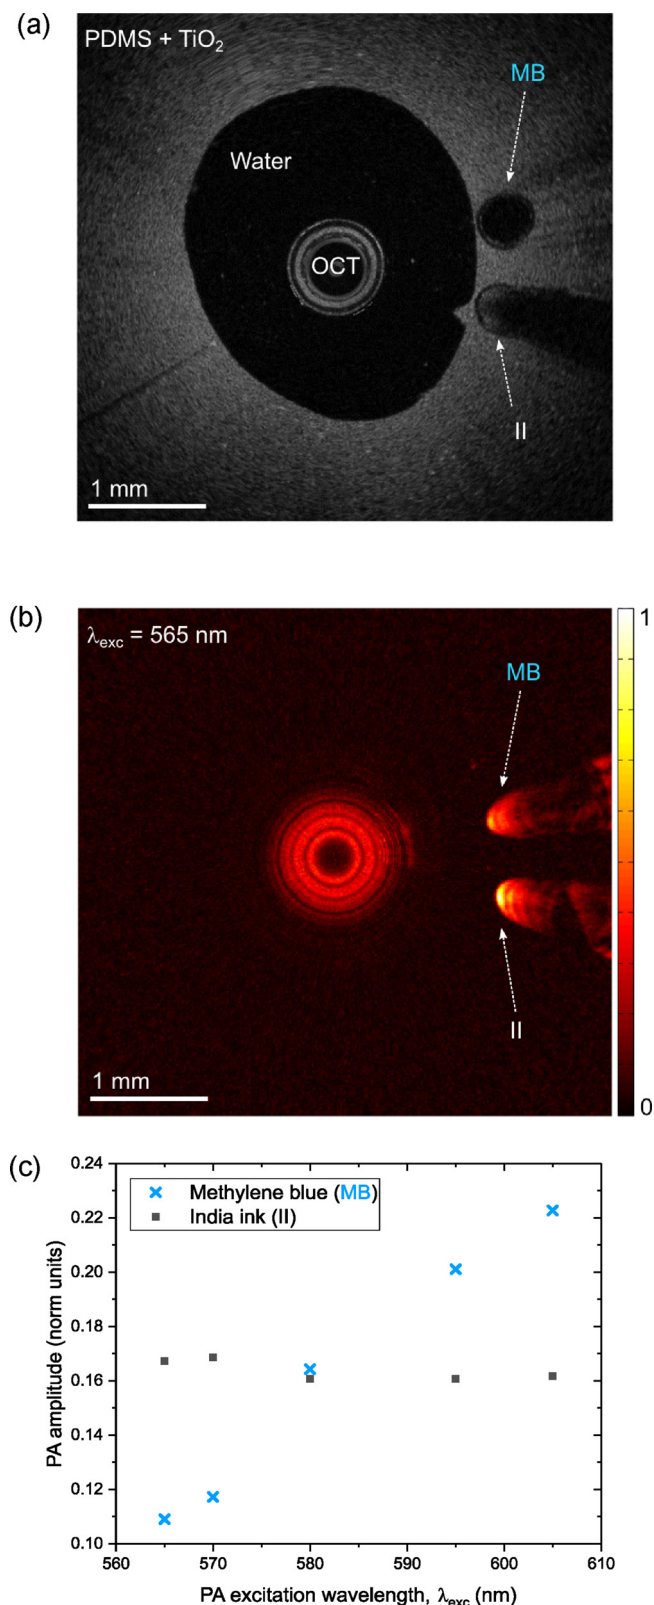 (a)
PDMS + TiO₂
MB
Water
OCT
II
1 mm
(b)
λexc = 565 nm
1
MB
II
1 mm
0
(c)
0.24
Methylene blue (MB)
India ink (II)
0.22
0.20
0.18
0.16
0.14
0.12
0.10
PA amplitude (norm units)
560 570 580 590 600 610
PA excitation wavelength, λexc (nm)